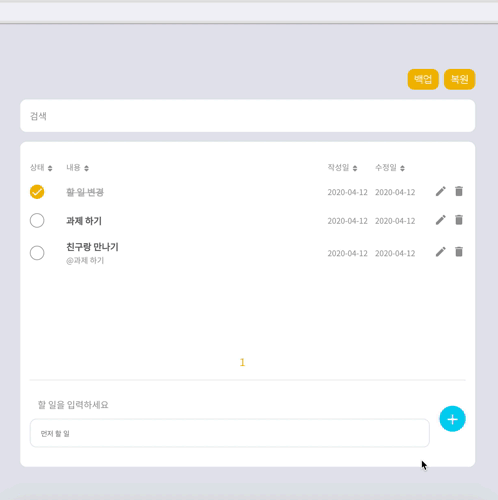 백업 복원
검색
상태 내용 작성일 수정일
할 일 변경 2020-04-12 2020-04-12
과제 하기 2020-04-12 2020-04-12
친구랑 만나기 2020-04-12 2020-04-12
@과제 하기
1
할 일을 입력하세요
먼저 할 일